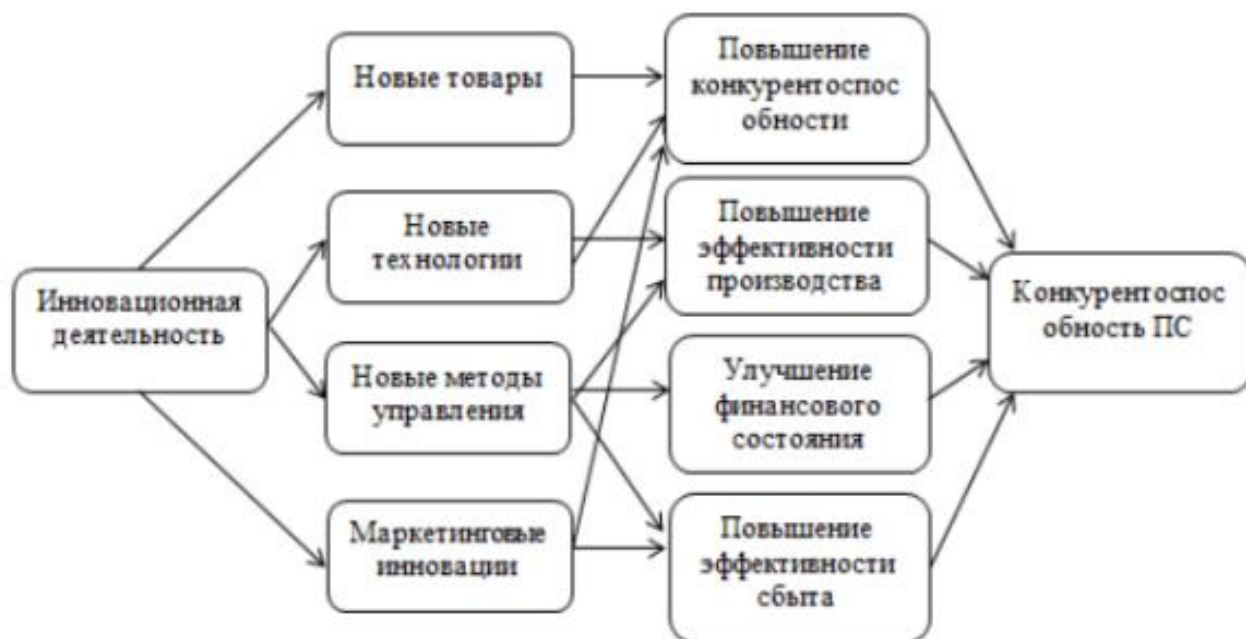 Инновационная
деятельность
Новые товары
Новые
технологии
Новые методы
управления
Маркетинговые
инновации
Повышение
конкурентоспос
обности
Повышение
эффективности
производства
Улучшение
финансового
состояния
Повышение
эффективности
сбыта
Конкурентоспос
обность ПС